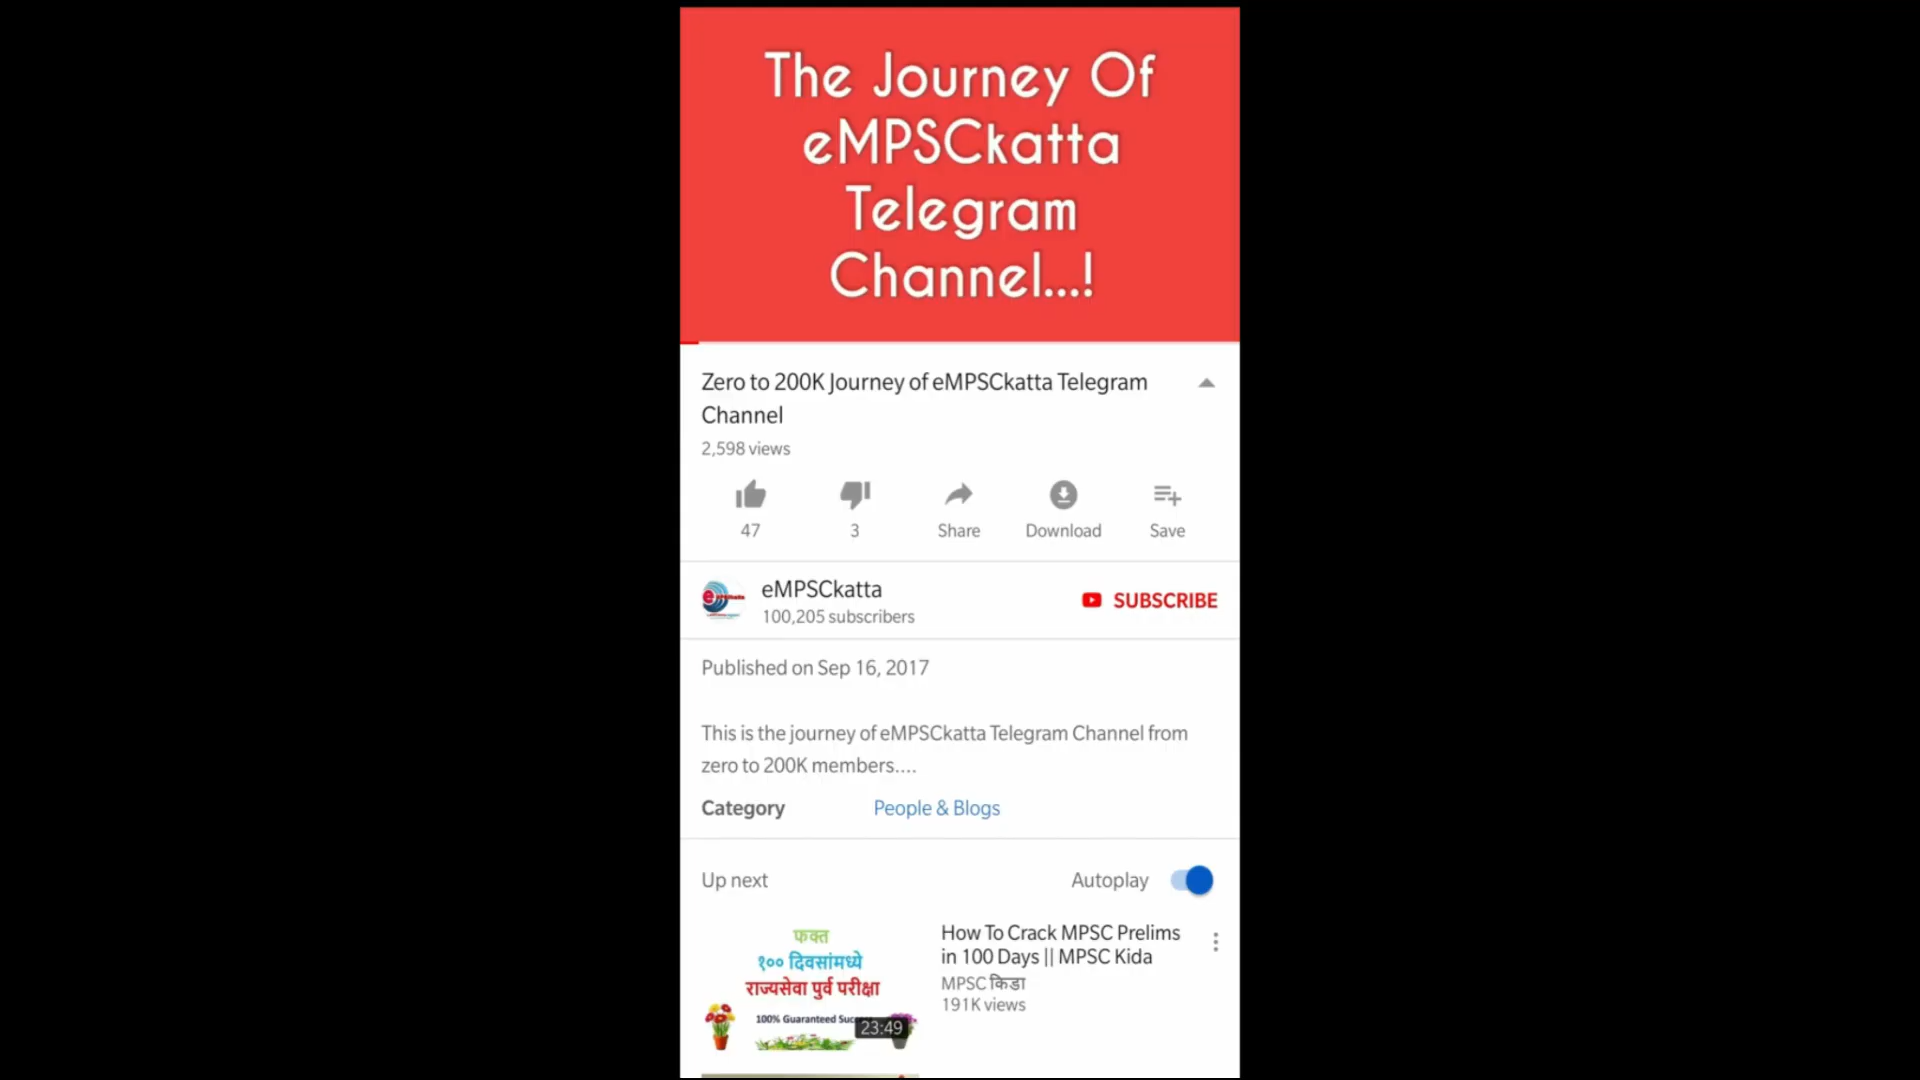 The Journey Of
eMPSCkatta
Telegram
Channel...!
Zero to 200K Journey of eMPSCkatta Telegram
Channel
2,598 views
47
3
Share
Download
Save
eMPSCkatta
100,205 subscribers
SUBSCRIBE
Published on Sep 16, 2017
This is the journey of eMPSCkatta Telegram Channel from
zero to 200K members....
Category
People & Blogs
Up next
Autoplay
फक्त
१०० दिवसांमध्ये
राज्यसेवा पुर्व परीक्षा
100% Guaranteed
23:49
How To Crack MPSC Prelims
in 100 Days || MPSC Kida
MPSC किडा
191K views